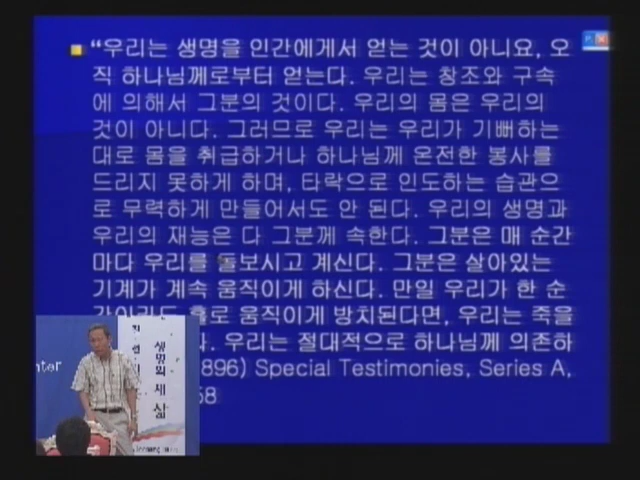 “우리는 생명을 인간에게서 얻는 것이 아니요, 오
직 하나님께로부터 얻는다. 우리는 창조와 구속
에 의해서 그분의 것이다. 우리의 몸은 우리의
것이 아니다. 그러므로 우리는 우리가 기뻐하는
대로 몸을 취급하거나 하나님께 온전한 봉사를
드리지 못하게 하며, 타락으로 인도하는 습관으
로 무력하게 만들어서도 안 된다. 우리의 생명과
우리의 재능은 다 그분께 속한다. 그분은 매 순간
마다 우리를 돌보시고 계신다. 그분은 살아있는
기계가 계속 움직이게 하신다. 만일 우리가 한 순
움직이게 방치된다면, 우리는 죽을
우리는 절대적으로 하나님께 의존하
896) Special Testimonies, Series A,
58
생명의 새 삶